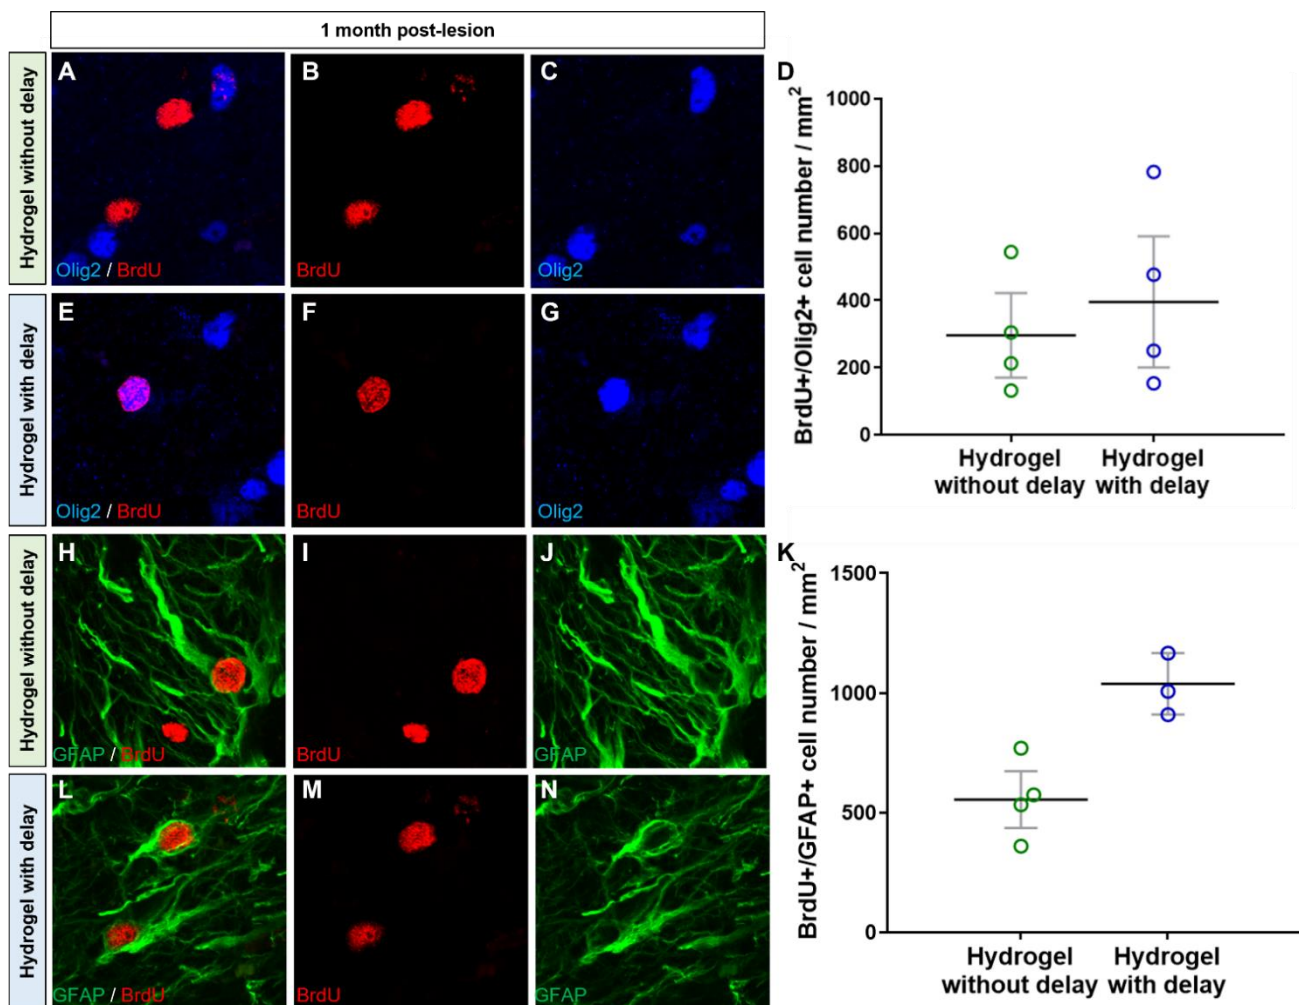 1 month post-lesion
Hydrogel without delay
A
Olig2 / BrdU
B
BrdU
C
Olig2
D
BrdU+/Olig2+ cell number / mm²
1000
800
600
400
200
0
Hydrogel
without delay
Hydrogel
with delay
Hydrogel with delay
E
Olig2 / BrdU
F
BrdU
G
Olig2
Hydrogel without delay
H
GFAP / BrdU
I
BrdU
J
GFAP
K
BrdU+/GFAP+ cell number / mm²
1500
1000
500
0
Hydrogel
without delay
Hydrogel
with delay
Hydrogel with delay
L
GFAP / BrdU
M
BrdU
N
GFAP